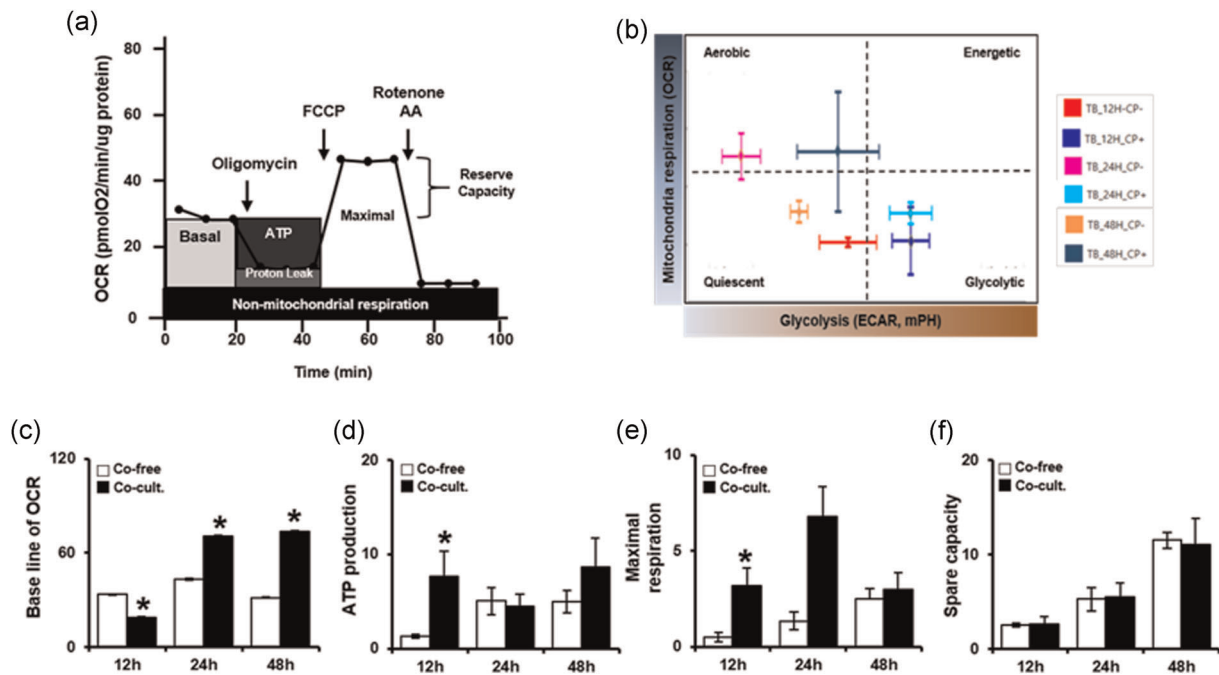 (a)
80
60
40
20
0
OCR (pmolO2/min/ug protein)
Oligomycin
FCCP
Rotenone
AA
Reserve
Capacity
Basal
ATP
Maximal
Proton Leak
Non-mitochondrial respiration
0 20 40 60 80 100
Time (min)
(b)
Mitochondria respiration (OCR)
Aerobic
Energetic
Quiescent
Glycolytic
Glycolysis (ECAR, mPH)
TB_12H-CP-
TB_12H_CP+
TB_24H_CP-
TB_24H_CP+
TB_48H_CP-
TB_48H_CP+
(c)
Base line of OCR
120
60
0
Co-free
Co-cult.
*
*
*
12h 24h 48h
(d)
ATP production
20
10
0
Co-free
Co-cult.
*
12h 24h 48h
(e)
Maximal
respiration
10
5
0
Co-free
Co-cult.
*
12h 24h 48h
(f)
Spare capacity
20
10
0
Co-free
Co-cult.
12h 24h 48h